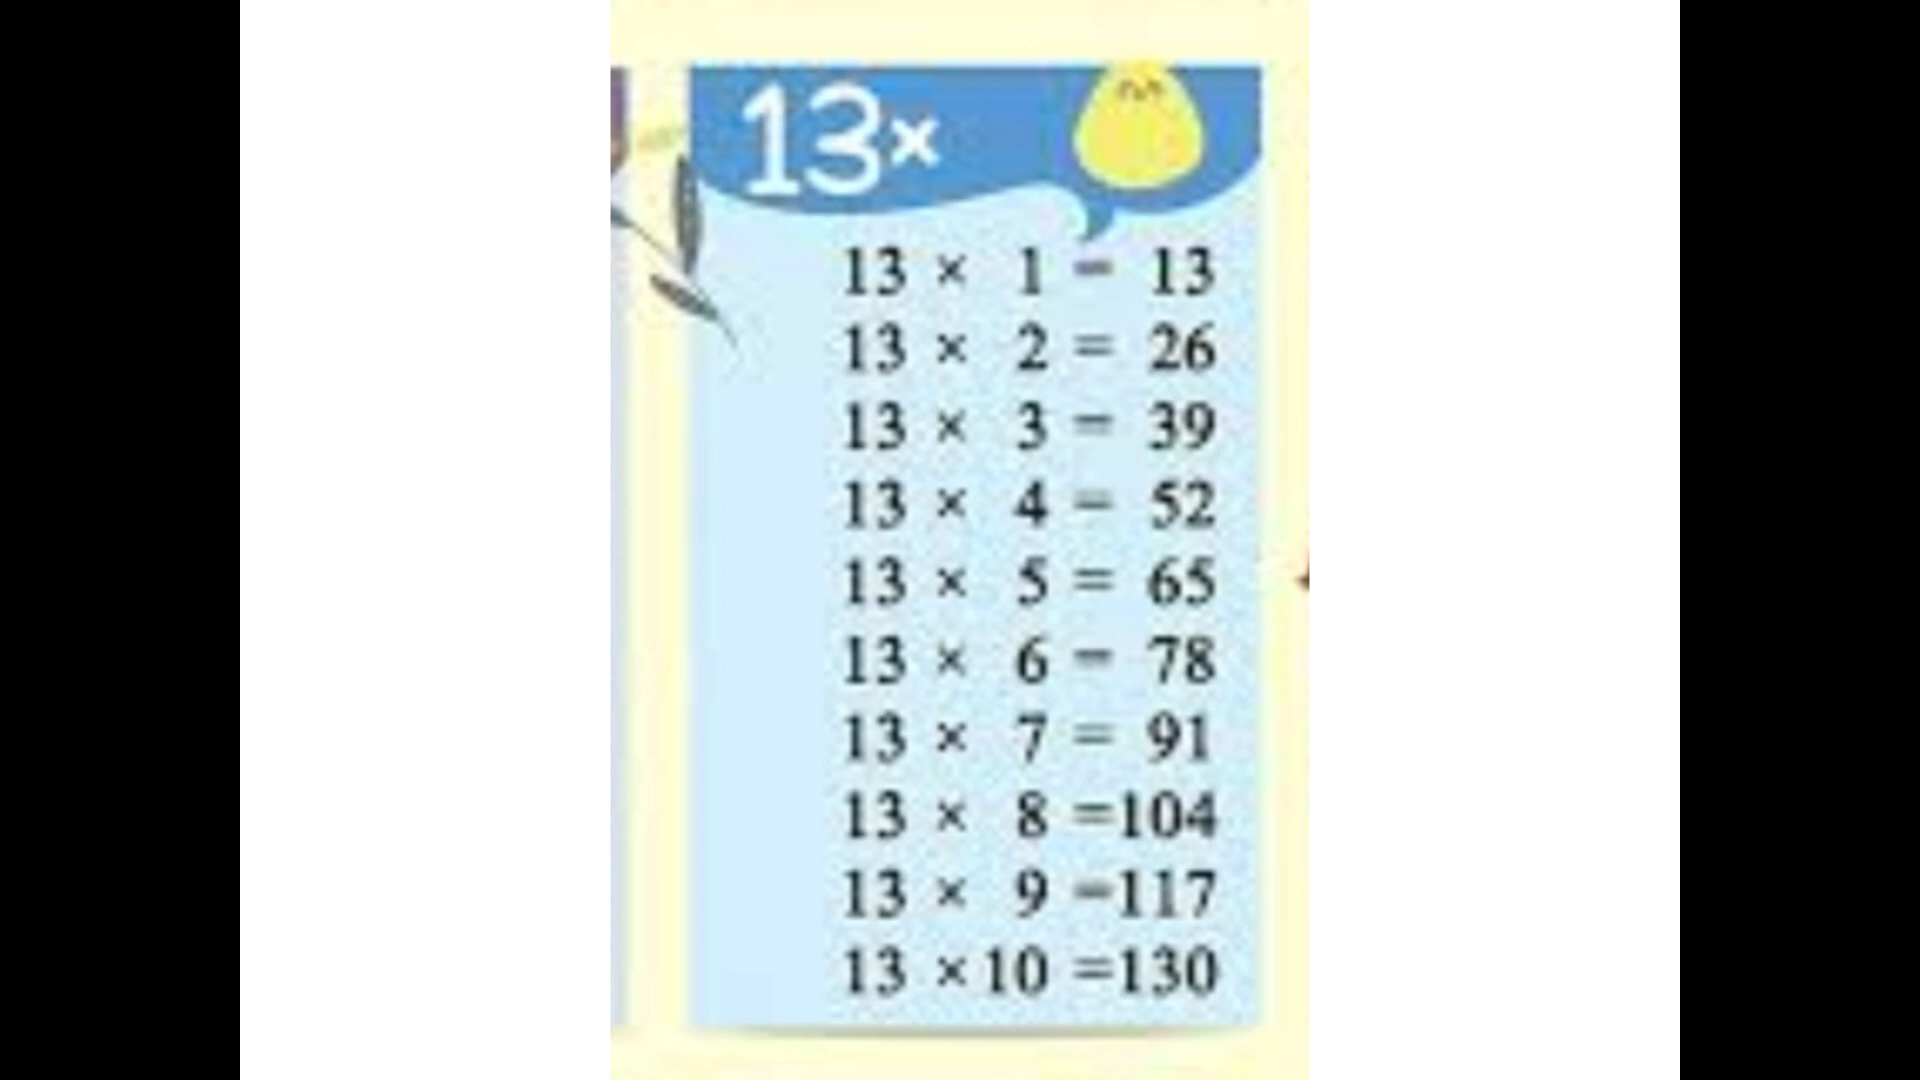 13×
13 × 1 = 13
13 × 2 = 26
13 × 3 = 39
13 × 4 = 52
13 × 5 = 65
13 × 6 = 78
13 × 7 = 91
13 × 8 =104
13 × 9 =117
13 × 10 =130